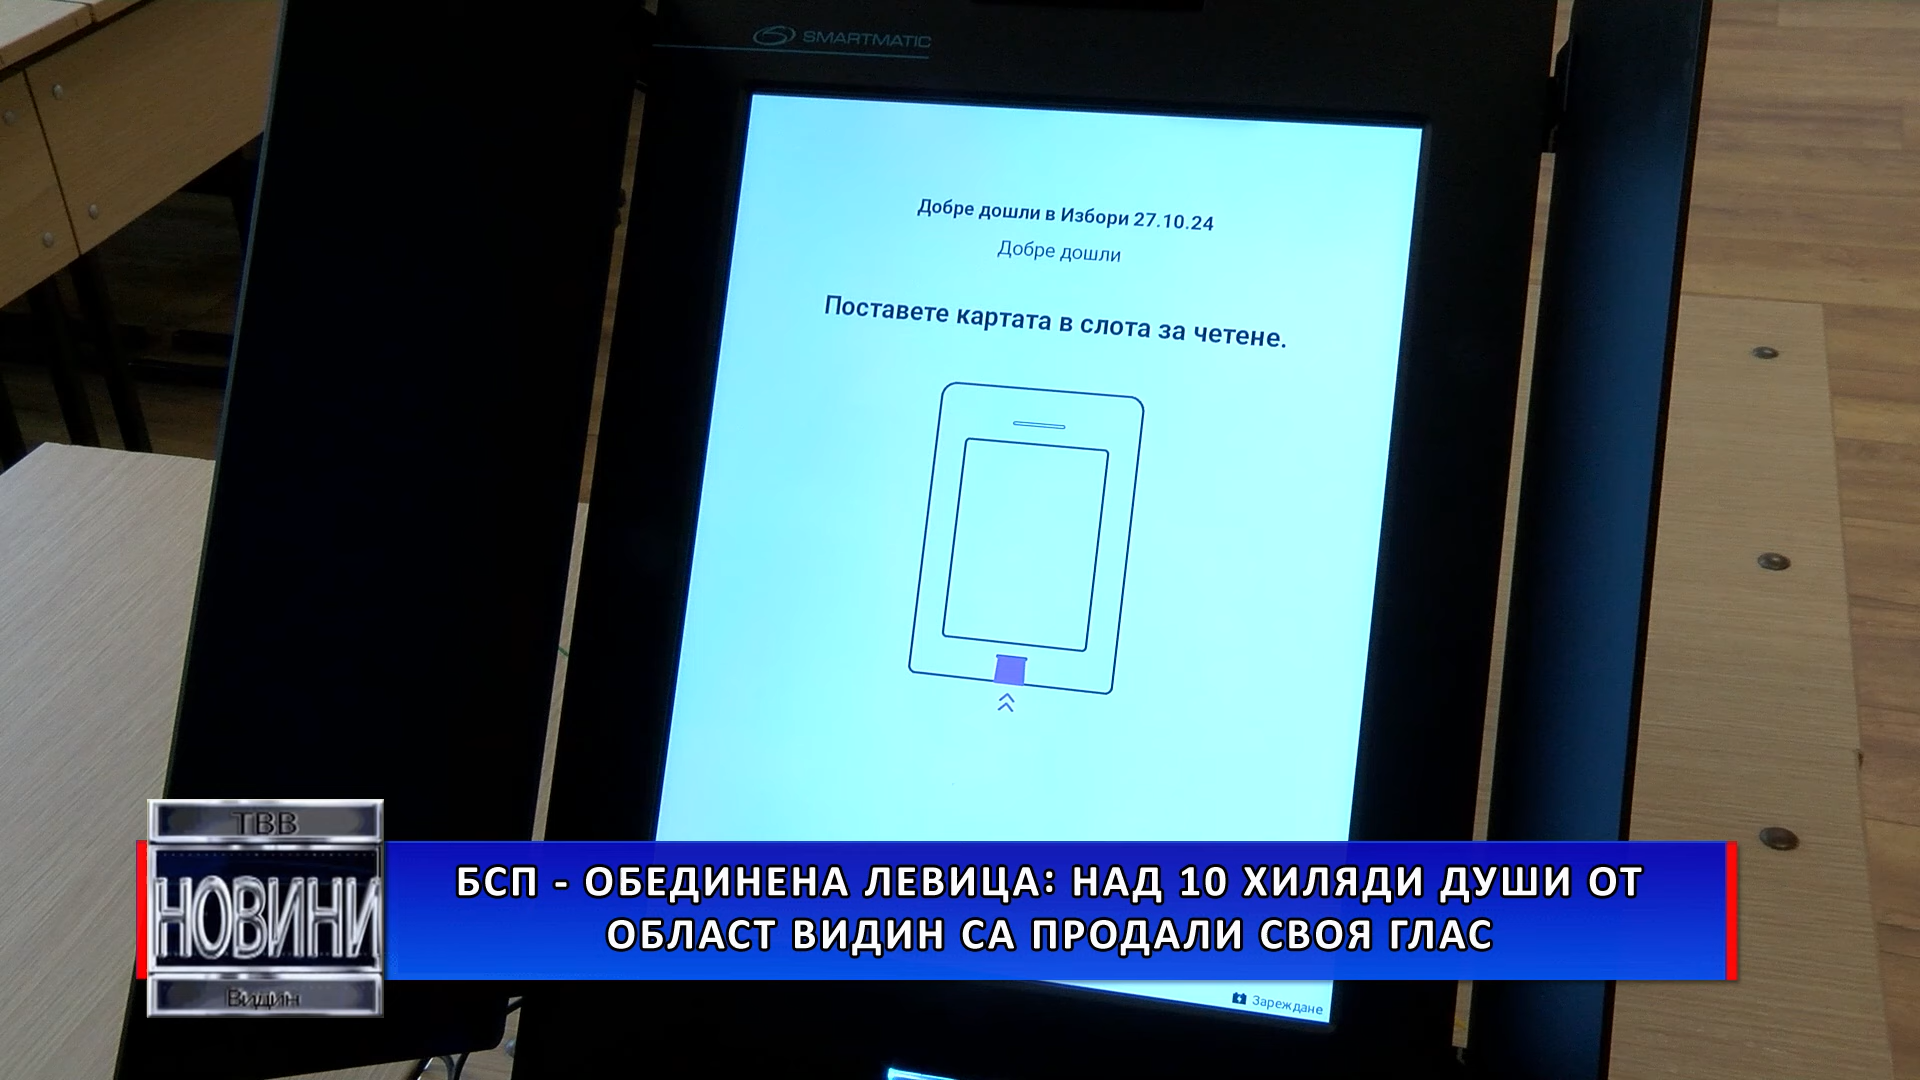 SMARTMATIC
Добре дошли в Избори 27.10.24
Добре дошли
Поставете картата в слота за четене.
ТВВ
НОВИНИ
Видин
БСП - ОБЕДИНЕНА ЛЕВИЦА: НАД 10 ХИЛЯДИ ДУШИ ОТ
ОБЛАСТ ВИДИН СА ПРОДАЛИ СВОЯ ГЛАС
Зареждане